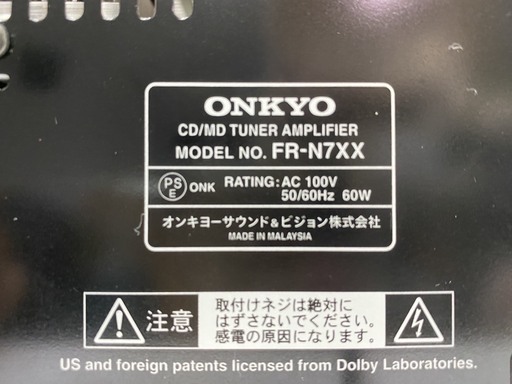 ONKYO
CD/MD TUNER AMPLIFIER
MODEL NO. FR-N7XX
PS E ONK RATING: AC 100V
50/60Hz 60W
オンキヨーサウンド&ビジョン株式会社
MADE IN MALAYSIA
注意
取付けネジは絶対に
はずさないでください。
感電の原因になります。
US and foreign patents licensed from Dolby Laboratories.